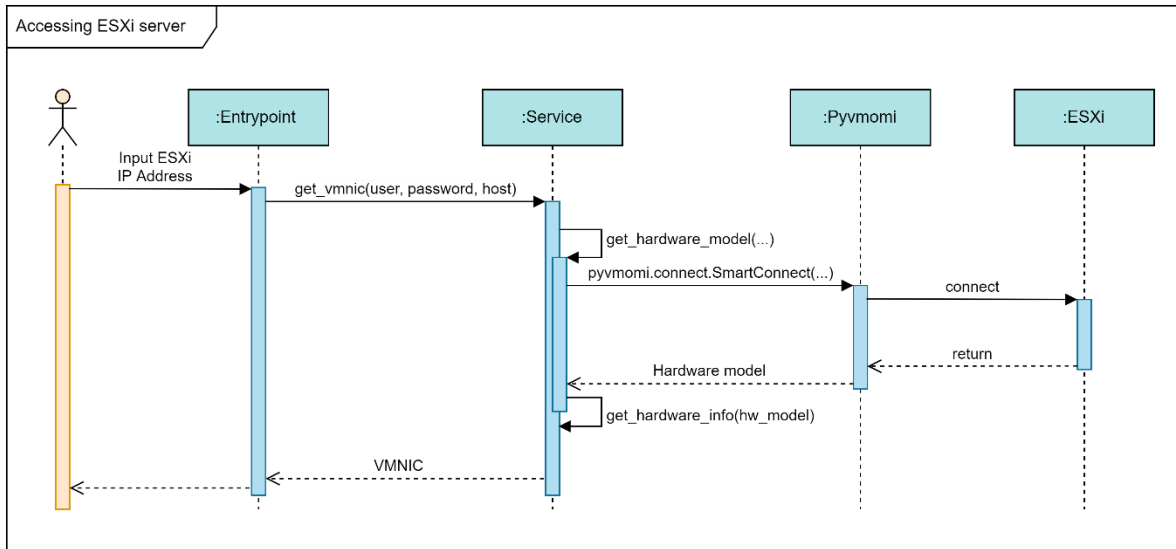 Accessing ESXi server
:Entrypoint
:Service
:Pyvmomi
:ESXi
Input ESXi
IP Address
get_vmnic(user, password, host)
get_hardware_model(...)
pyvmomi.connect.SmartConnect(...)
connect
return
Hardware model
get_hardware_info(hw_model)
VMNIC